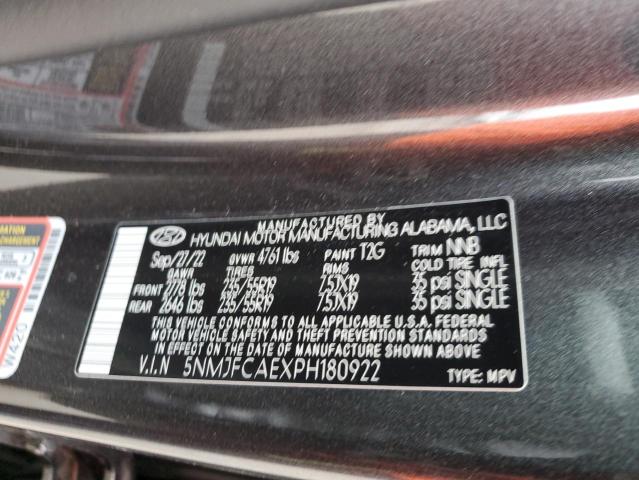 MANUFACTURED BY
HYUNDAI MOTOR MANUFACTURING ALABAMA, LLC
Sep/27/22 GVWR 4761 lbs PAINT T2G TRIM NNB
GAWR TIRES RIMS COLD TIRE INFL
FRONT 2778 lbs 235/55R19 7.5JX19 35 psi SINGLE
REAR 2646 lbs 235/55R19 7.5JX19 35 psi SINGLE
THIS VEHICLE CONFORMS TO ALL APPLICABLE U.S.A. FEDERAL
MOTOR VEHICLE SAFETY AND THEFT PREVENTION STANDARDS
IN EFFECT ON THE DATE OF MANUFACTURE SHOWN ABOVE.
V.I.N 5NMJFCAEXPH180922 TYPE: MPV
W420